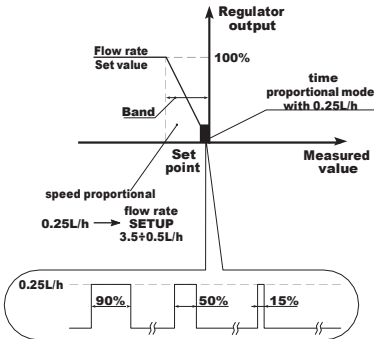 Regulator
output
Flow rate
Set value
100%
time
proportional mode
with 0.25L/h
Band
Set
point
Measured
value
speed proportional
flow rate
0.25L/h SETUP
3.5÷0.5L/h
0.25L/h
90% 50% 15%